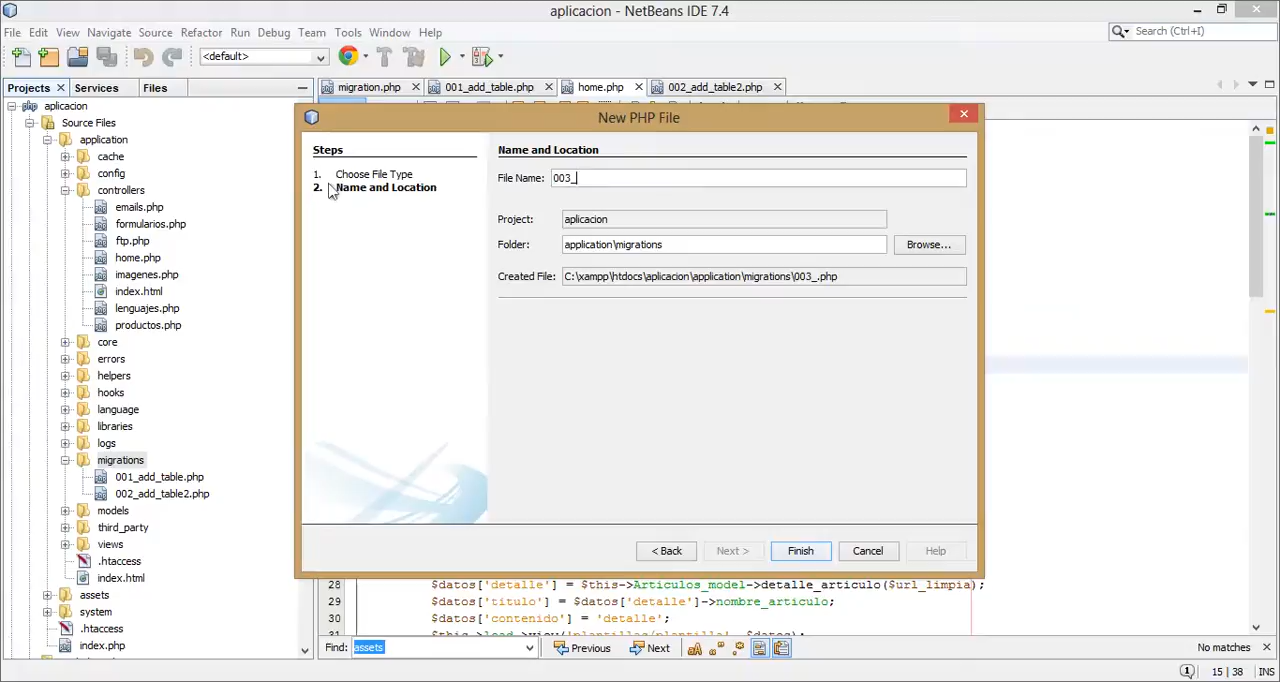 aplicacion - NetBeans IDE 7.4
File Edit View Navigate Source Refactor Run Debug Team Tools Window Help
Search (Ctrl+I)
<default>
Projects Services Files
migration.php 001_add_table.php home.php 002_add_table2.php
aplicacion
Source Files
application
cache
config
controllers
emails.php
formularios.php
ftp.php
home.php
imagenes.php
index.html
lenguajes.php
productos.php
core
errors
helpers
hooks
language
libraries
logs
migrations
001_add_table.php
002_add_table2.php
models
third_party
views
.htaccess
index.html
assets
system
.htaccess
index.php
New PHP File
Steps
1. Choose File Type
2. Name and Location
Name and Location
File Name: 003_
Project: aplicacion
Folder: application\migrations
Browse...
Created File: C:\xampp\htdocs\aplicacion\application\migrations\003_.php
< Back Next > Finish Cancel Help
28 $datos['detalle'] = $this->Articulos_model->detalle_articulo($url_limpia);
29 $datos['titulo'] = $datos['detalle']->nombre_articulo;
30 $datos['contenido'] = 'detalle';
31 $this->load->view('plantillas/plantilla', $datos);
Find: assets Previous Next No matches
15 | 38 INS